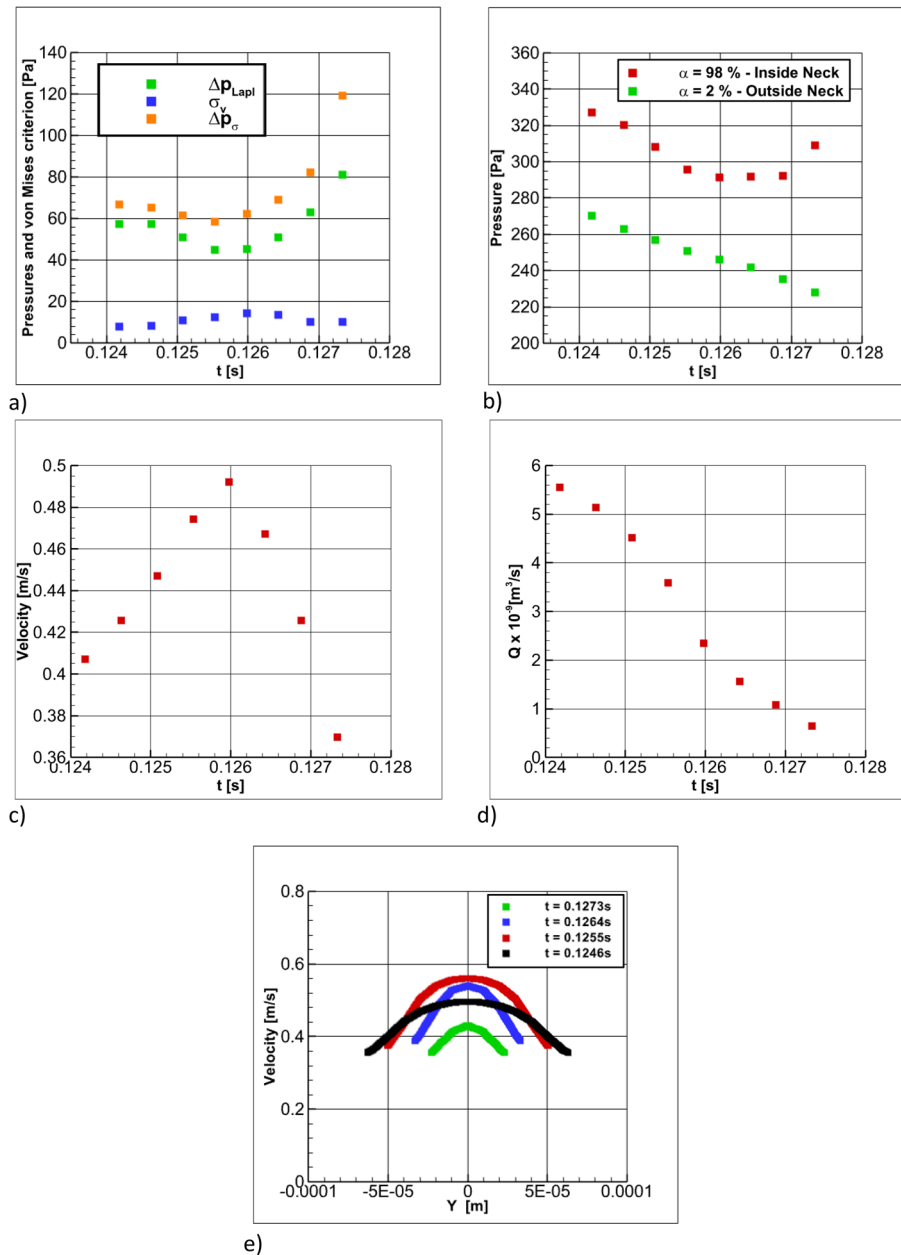 140
120
100
80
60
40
20
0
Pressures and von Mises criterion [Pa]
Δp_Lapl
σ_v
Δp_σ
0.124 0.125 0.126 0.127 0.128
t [s]
a)
360
340
320
300
280
260
240
220
200
Pressure [Pa]
α = 98 % - Inside Neck
α = 2 % - Outside Neck
0.124 0.125 0.126 0.127 0.128
t [s]
b)
0.5
0.48
0.46
0.44
0.42
0.4
0.38
0.36
Velocity [m/s]
0.124 0.125 0.126 0.127 0.128
t [s]
c)
6
5
4
3
2
1
0
Q x 10⁻⁹[m³/s]
0.124 0.125 0.126 0.127 0.128
t [s]
d)
0.8
0.6
0.4
0.2
0
Velocity [m/s]
t = 0.1273s
t = 0.1264s
t = 0.1255s
t = 0.1246s
-0.0001 -5E-05 0 5E-05 0.0001
Y [m]
e)